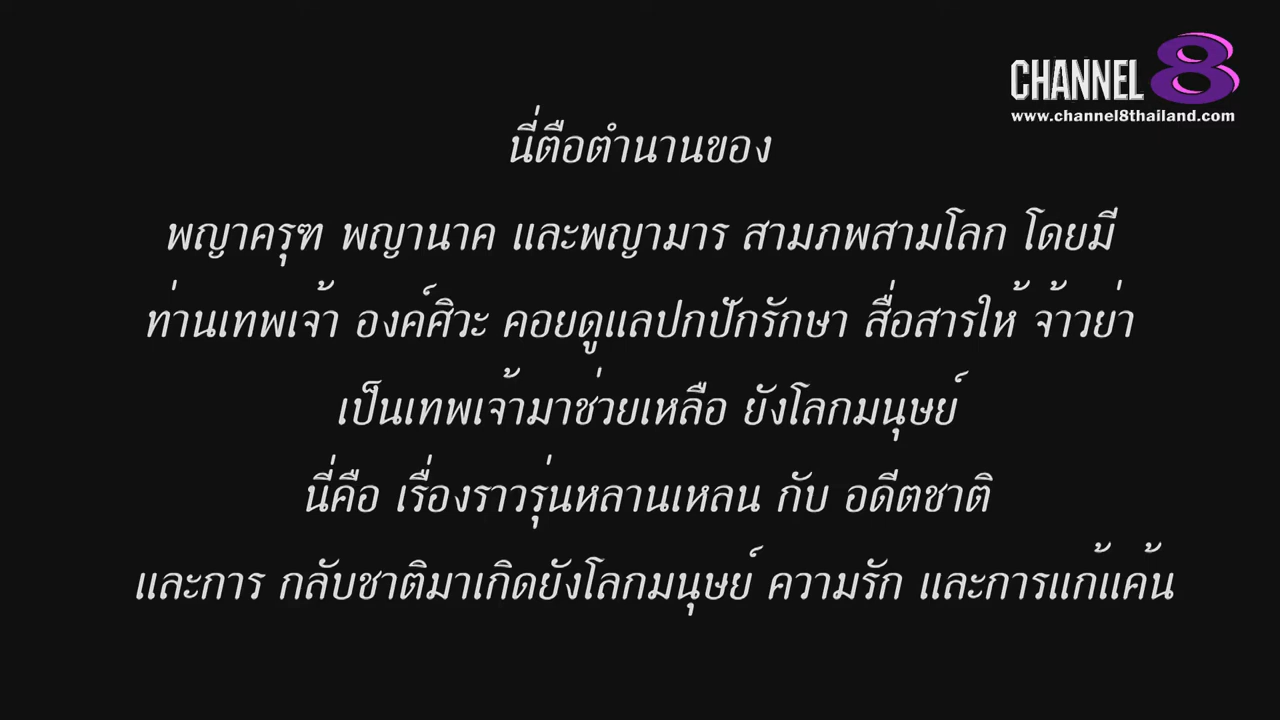 CHANNEL 8
www.channel8thailand.com
นี่ตือตำนานของ
พญาครุฑ พญานาค และพญามาร สามภพสามโลก โดยมี
ท่านเทพเจ้า องค์ศิวะ คอยดูแลปกปักรักษา สื่อสารให้ จ้าวย่า
เป็นเทพเจ้ามาช่วยเหลือ ยังโลกมนุษย์
นี่คือ เรื่องราวรุ่นหลานเหลน กับ อดีตชาติ
และการ กลับชาติมาเกิดยังโลกมนุษย์ ความรัก และการแก้แค้น